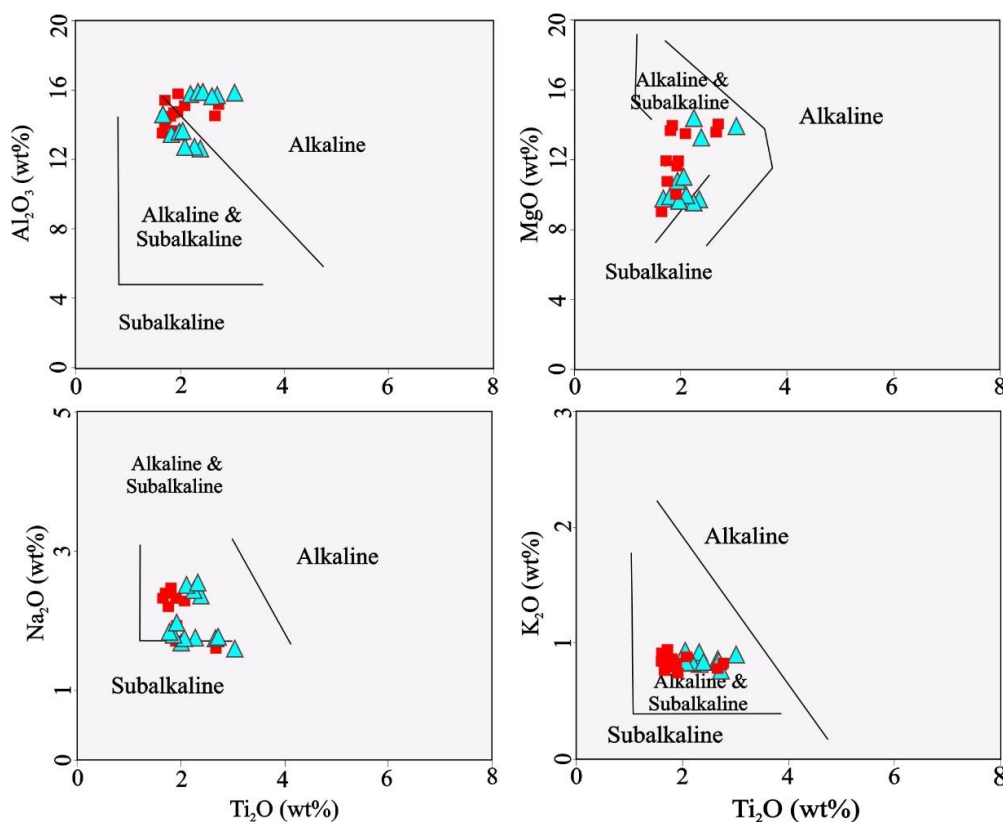 20
16
12
8
4
0
Al₂O₃ (wt%)
Alkaline
Alkaline &
Subalkaline
Subalkaline
0
2
4
6
8
20
16
12
8
4
0
MgO (wt%)
Alkaline &
Subalkaline
Alkaline
Subalkaline
0
2
4
6
8
5
3
1
0
Na₂O (wt%)
Alkaline &
Subalkaline
Alkaline
Subalkaline
0
2
4
6
8
Ti₂O (wt%)
3
2
1
0
K₂O (wt%)
Alkaline
Alkaline &
Subalkaline
Subalkaline
0
2
4
6
8
Ti₂O (wt%)